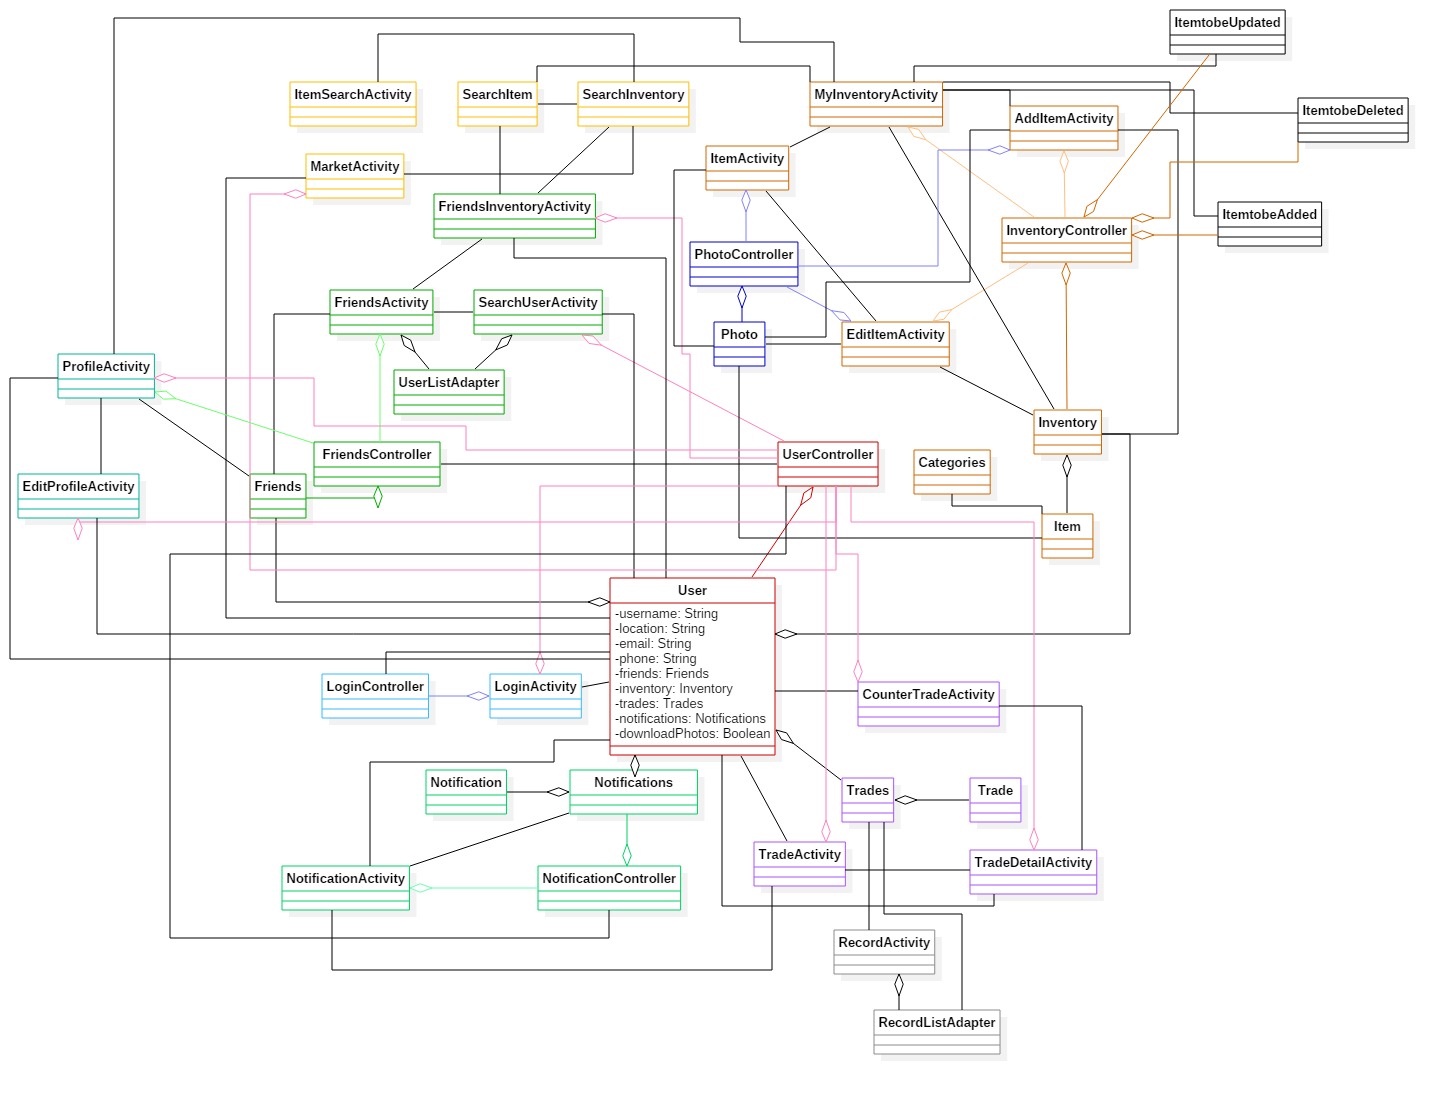 ItemtobeUpdated
ItemSearchActivity
SearchItem
SearchInventory
MyInventoryActivity
ItemtobeDeleted
AddItemActivity
MarketActivity
ItemActivity
FriendsInventoryActivity
ItemtobeAdded
InventoryController
PhotoController
FriendsActivity
SearchUserActivity
Photo
EditItemActivity
ProfileActivity
UserListAdapter
Inventory
FriendsController
UserController
Categories
EditProfileActivity
Friends
Item
User
-username: String
-location: String
-email: String
-phone: String
-friends: Friends
-inventory: Inventory
-trades: Trades
-notifications: Notifications
-downloadPhotos: Boolean
LoginController
LoginActivity
CounterTradeActivity
Notification
Notifications
Trades
Trade
TradeActivity
TradeDetailActivity
NotificationActivity
NotificationController
RecordActivity
RecordListAdapter